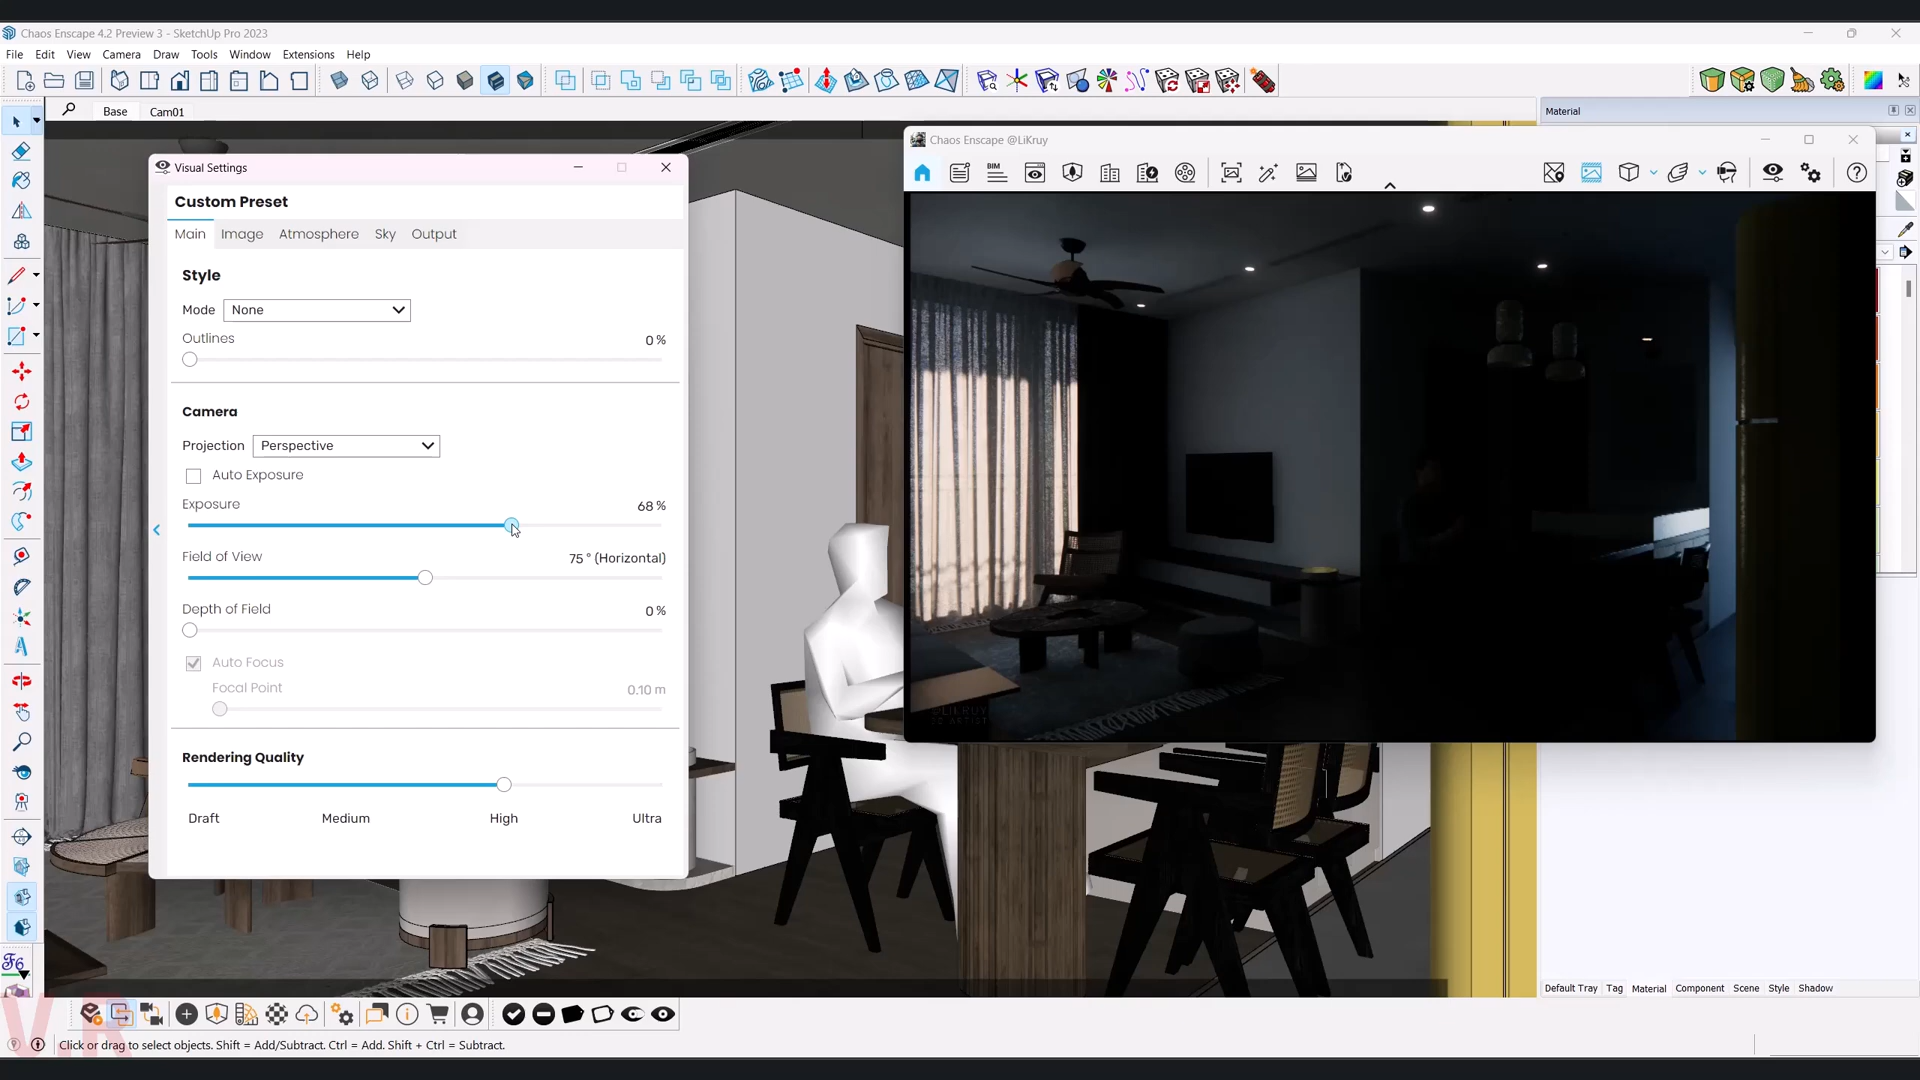 Chaos Enscape 4.2 Preview 3 - SketchUp Pro 2023
File Edit View Camera Draw Tools Window Extensions Help
Base Cam01
Material
Visual Settings
Custom Preset
Main Image Atmosphere Sky Output
Style
Mode None
Outlines 0 %
Camera
Projection Perspective
Auto Exposure
Exposure 68 %
Field of View 75 ° (Horizontal)
Depth of Field 0 %
Auto Focus
Focal Point 0.10 m
Rendering Quality
Draft Medium High Ultra
Chaos Enscape @LiKruy
BIM
Default Tray Tag Material Component Scene Style Shadow
Click or drag to select objects. Shift = Add/Subtract. Ctrl = Add. Shift + Ctrl = Subtract.